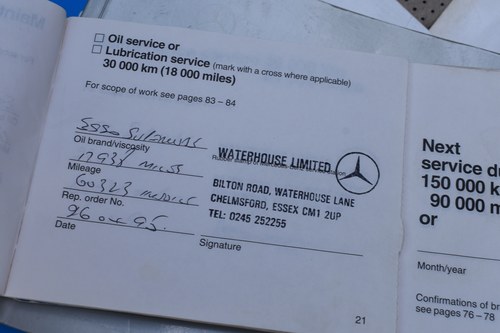 Oil service or
Lubrication service (mark with a cross where applicable)
30 000 km (18 000 miles)
For scope of work see pages 83 – 84
Oil brand/viscosity
Miles
Mileage
60323
Rep. order No.
95.
Date
WATERHOUSE LIMITED
BILTON ROAD, WATERHOUSE LANE
CHELMSFORD, ESSEX CM1 2UP
TEL: 0245 252255
Signature
21
Next
service d
150 000 k
90 000 m
or
Month/year
Confirmations of br
see pages 76 – 78